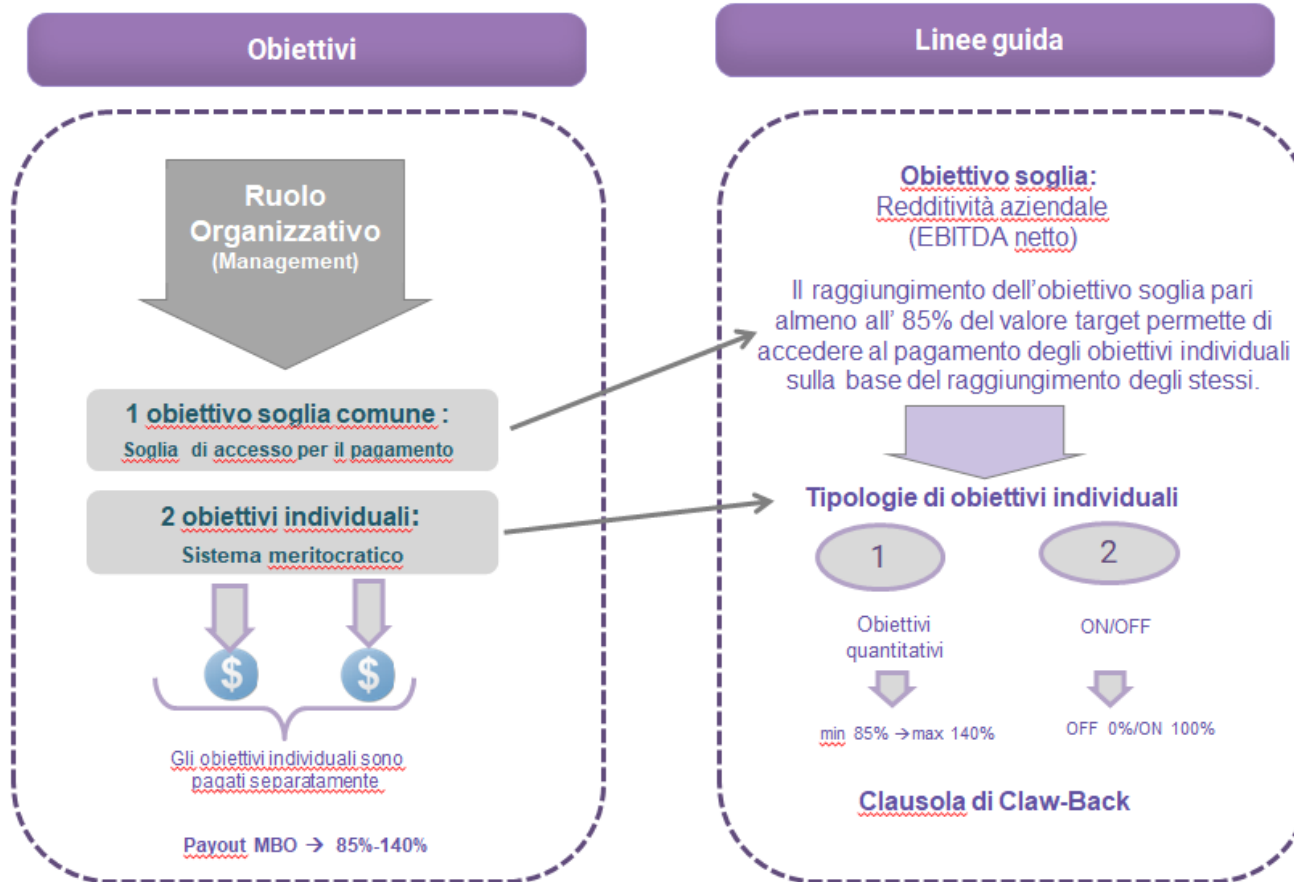 Obiettivi
Ruolo
Organizzativo
(Management)
1 obiettivo soglia comune :
Soglia di accesso per il pagamento
2 obiettivi individuali:
Sistema meritocratico
$ $
Gli obiettivi individuali sono
pagati separatamente
Payout MBO → 85%-140%
Linee guida
Obiettivo soglia:
Redditività aziendale
(EBITDA netto)
Il raggiungimento dell'obiettivo soglia pari
almeno all' 85% del valore target permette di
accedere al pagamento degli obiettivi individuali
sulla base del raggiungimento degli stessi.
Tipologie di obiettivi individuali
1 2
Obiettivi
quantitativi
ON/OFF
min 85% →max 140%
OFF 0%/ON 100%
Clausola di Claw-Back